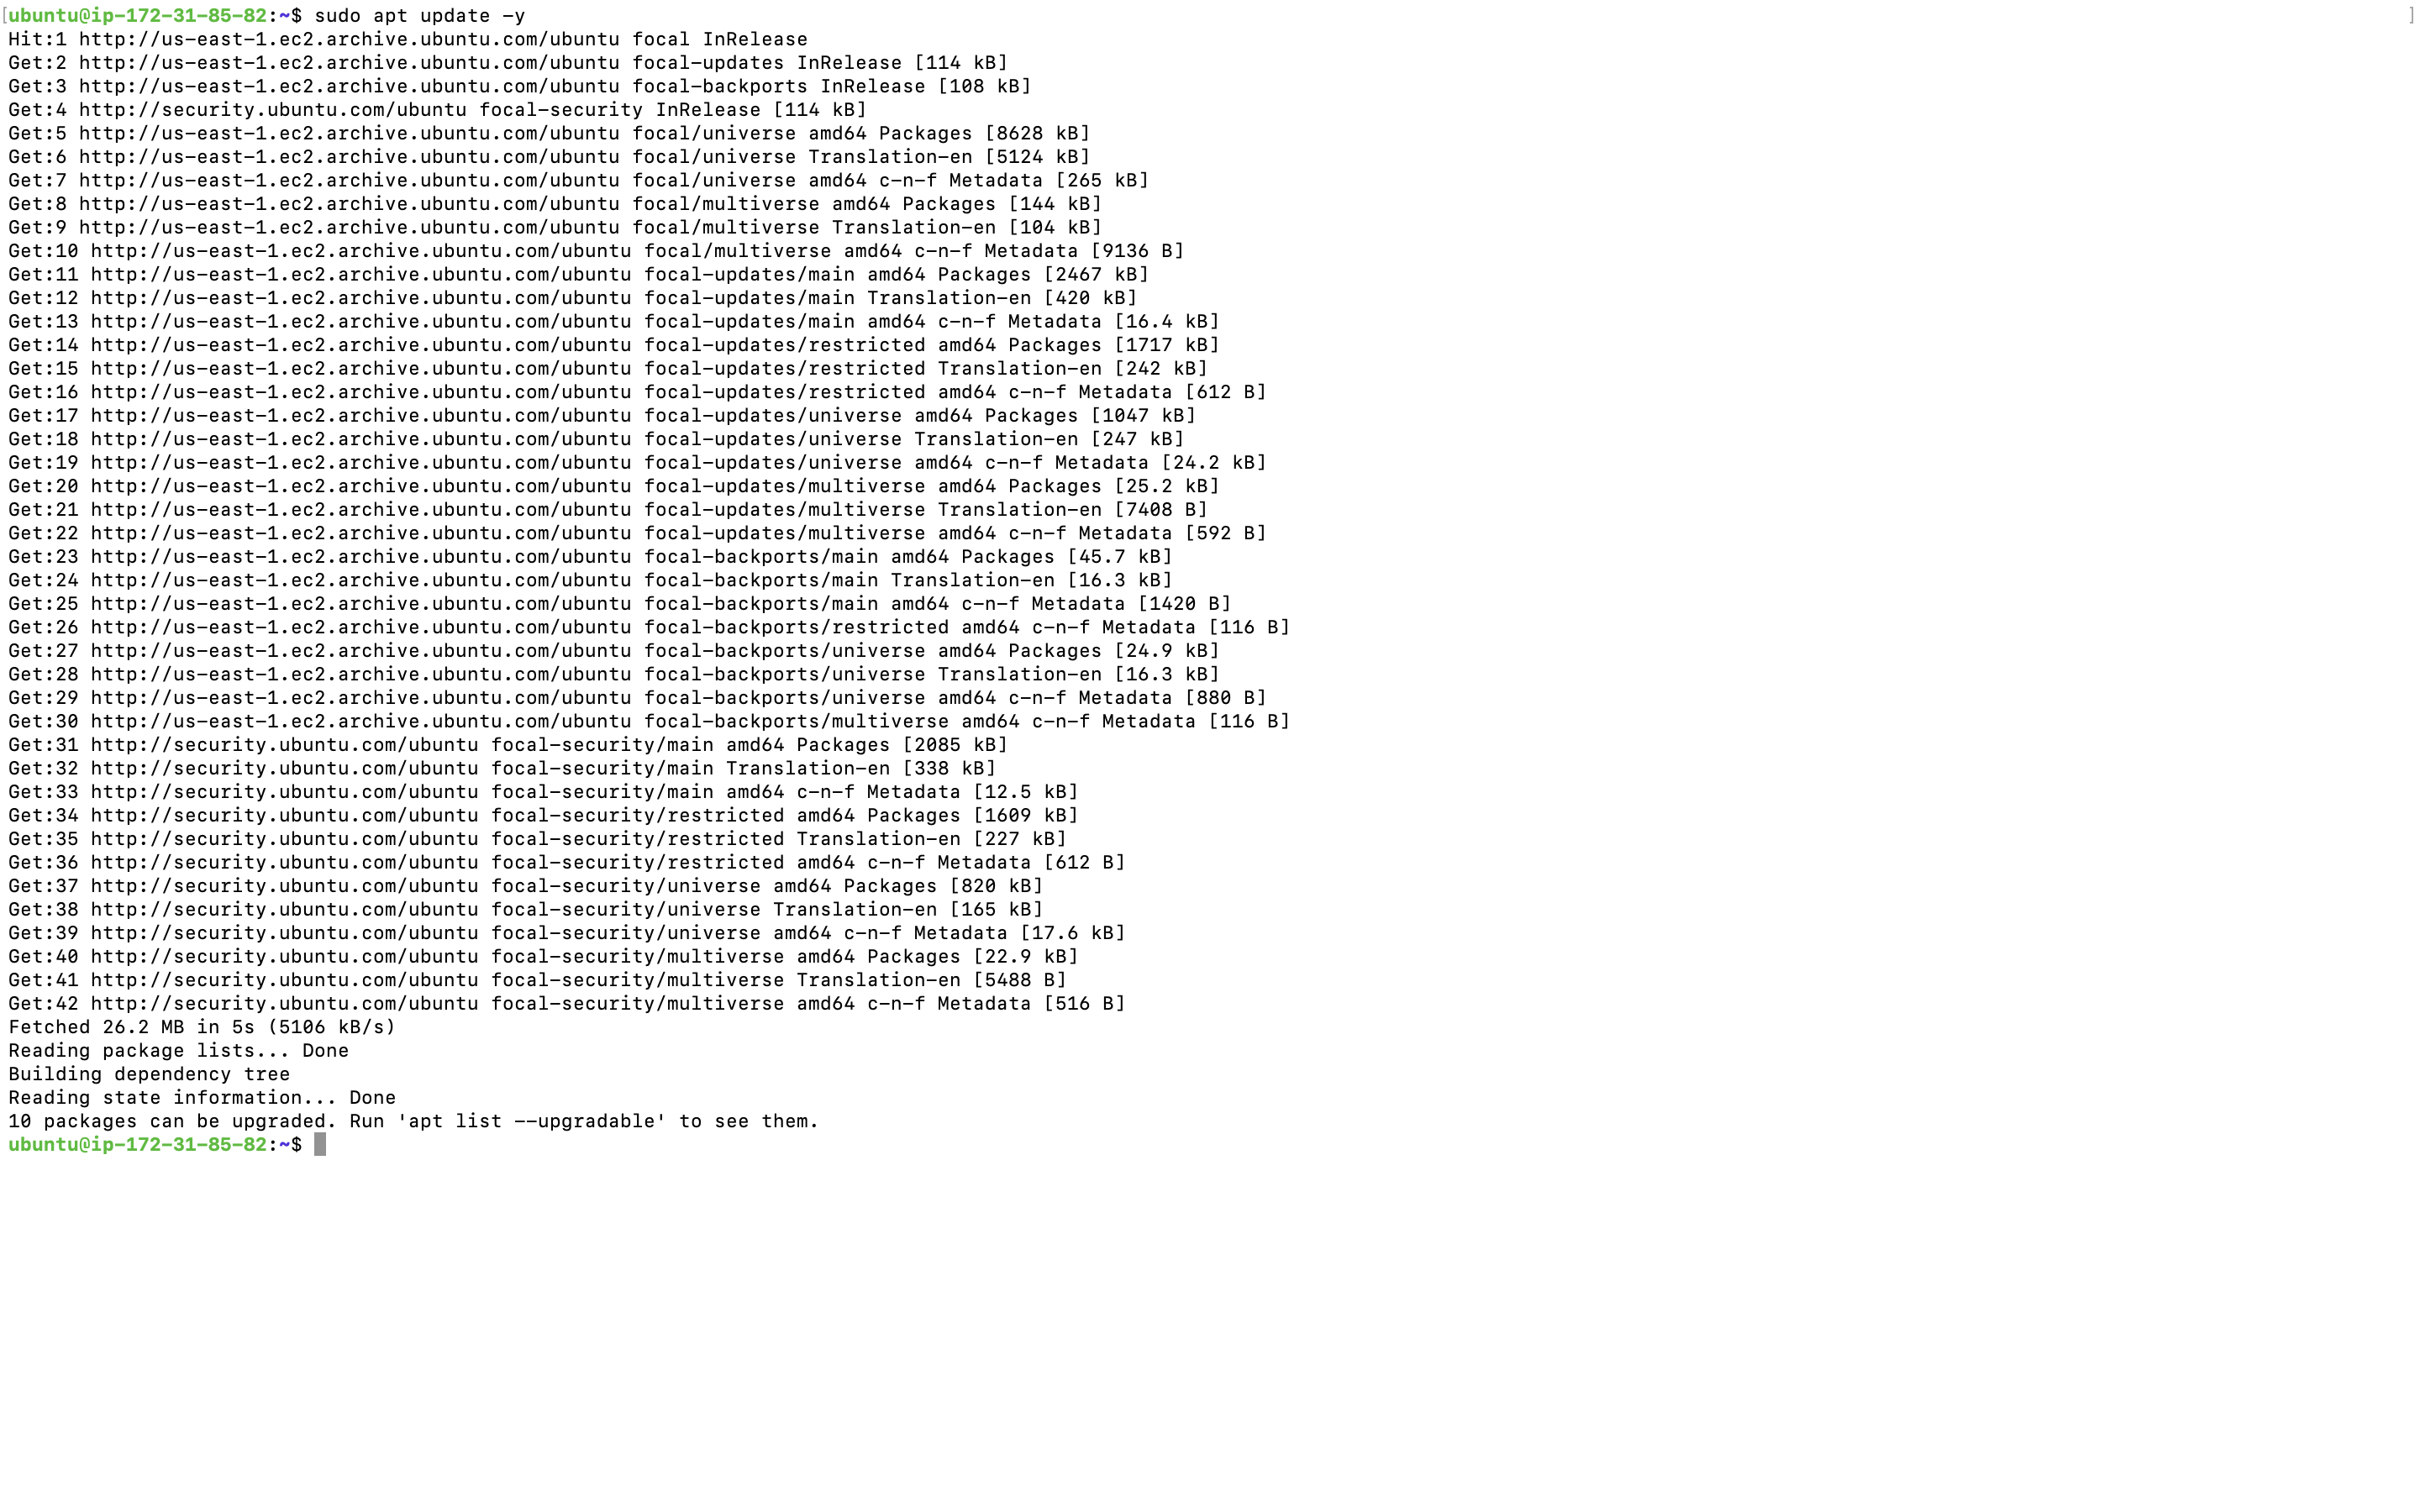 [ubuntu@ip-172-31-85-82:~$ sudo apt update -y ]
Hit:1 http://us-east-1.ec2.archive.ubuntu.com/ubuntu focal InRelease
Get:2 http://us-east-1.ec2.archive.ubuntu.com/ubuntu focal-updates InRelease [114 kB]
Get:3 http://us-east-1.ec2.archive.ubuntu.com/ubuntu focal-backports InRelease [108 kB]
Get:4 http://security.ubuntu.com/ubuntu focal-security InRelease [114 kB]
Get:5 http://us-east-1.ec2.archive.ubuntu.com/ubuntu focal/universe amd64 Packages [8628 kB]
Get:6 http://us-east-1.ec2.archive.ubuntu.com/ubuntu focal/universe Translation-en [5124 kB]
Get:7 http://us-east-1.ec2.archive.ubuntu.com/ubuntu focal/universe amd64 c-n-f Metadata [265 kB]
Get:8 http://us-east-1.ec2.archive.ubuntu.com/ubuntu focal/multiverse amd64 Packages [144 kB]
Get:9 http://us-east-1.ec2.archive.ubuntu.com/ubuntu focal/multiverse Translation-en [104 kB]
Get:10 http://us-east-1.ec2.archive.ubuntu.com/ubuntu focal/multiverse amd64 c-n-f Metadata [9136 B]
Get:11 http://us-east-1.ec2.archive.ubuntu.com/ubuntu focal-updates/main amd64 Packages [2467 kB]
Get:12 http://us-east-1.ec2.archive.ubuntu.com/ubuntu focal-updates/main Translation-en [420 kB]
Get:13 http://us-east-1.ec2.archive.ubuntu.com/ubuntu focal-updates/main amd64 c-n-f Metadata [16.4 kB]
Get:14 http://us-east-1.ec2.archive.ubuntu.com/ubuntu focal-updates/restricted amd64 Packages [1717 kB]
Get:15 http://us-east-1.ec2.archive.ubuntu.com/ubuntu focal-updates/restricted Translation-en [242 kB]
Get:16 http://us-east-1.ec2.archive.ubuntu.com/ubuntu focal-updates/restricted amd64 c-n-f Metadata [612 B]
Get:17 http://us-east-1.ec2.archive.ubuntu.com/ubuntu focal-updates/universe amd64 Packages [1047 kB]
Get:18 http://us-east-1.ec2.archive.ubuntu.com/ubuntu focal-updates/universe Translation-en [247 kB]
Get:19 http://us-east-1.ec2.archive.ubuntu.com/ubuntu focal-updates/universe amd64 c-n-f Metadata [24.2 kB]
Get:20 http://us-east-1.ec2.archive.ubuntu.com/ubuntu focal-updates/multiverse amd64 Packages [25.2 kB]
Get:21 http://us-east-1.ec2.archive.ubuntu.com/ubuntu focal-updates/multiverse Translation-en [7408 B]
Get:22 http://us-east-1.ec2.archive.ubuntu.com/ubuntu focal-updates/multiverse amd64 c-n-f Metadata [592 B]
Get:23 http://us-east-1.ec2.archive.ubuntu.com/ubuntu focal-backports/main amd64 Packages [45.7 kB]
Get:24 http://us-east-1.ec2.archive.ubuntu.com/ubuntu focal-backports/main Translation-en [16.3 kB]
Get:25 http://us-east-1.ec2.archive.ubuntu.com/ubuntu focal-backports/main amd64 c-n-f Metadata [1420 B]
Get:26 http://us-east-1.ec2.archive.ubuntu.com/ubuntu focal-backports/restricted amd64 c-n-f Metadata [116 B]
Get:27 http://us-east-1.ec2.archive.ubuntu.com/ubuntu focal-backports/universe amd64 Packages [24.9 kB]
Get:28 http://us-east-1.ec2.archive.ubuntu.com/ubuntu focal-backports/universe Translation-en [16.3 kB]
Get:29 http://us-east-1.ec2.archive.ubuntu.com/ubuntu focal-backports/universe amd64 c-n-f Metadata [880 B]
Get:30 http://us-east-1.ec2.archive.ubuntu.com/ubuntu focal-backports/multiverse amd64 c-n-f Metadata [116 B]
Get:31 http://security.ubuntu.com/ubuntu focal-security/main amd64 Packages [2085 kB]
Get:32 http://security.ubuntu.com/ubuntu focal-security/main Translation-en [338 kB]
Get:33 http://security.ubuntu.com/ubuntu focal-security/main amd64 c-n-f Metadata [12.5 kB]
Get:34 http://security.ubuntu.com/ubuntu focal-security/restricted amd64 Packages [1609 kB]
Get:35 http://security.ubuntu.com/ubuntu focal-security/restricted Translation-en [227 kB]
Get:36 http://security.ubuntu.com/ubuntu focal-security/restricted amd64 c-n-f Metadata [612 B]
Get:37 http://security.ubuntu.com/ubuntu focal-security/universe amd64 Packages [820 kB]
Get:38 http://security.ubuntu.com/ubuntu focal-security/universe Translation-en [165 kB]
Get:39 http://security.ubuntu.com/ubuntu focal-security/universe amd64 c-n-f Metadata [17.6 kB]
Get:40 http://security.ubuntu.com/ubuntu focal-security/multiverse amd64 Packages [22.9 kB]
Get:41 http://security.ubuntu.com/ubuntu focal-security/multiverse Translation-en [5488 B]
Get:42 http://security.ubuntu.com/ubuntu focal-security/multiverse amd64 c-n-f Metadata [516 B]
Fetched 26.2 MB in 5s (5106 kB/s)
Reading package lists... Done
Building dependency tree
Reading state information... Done
10 packages can be upgraded. Run 'apt list --upgradable' to see them.
ubuntu@ip-172-31-85-82:~$